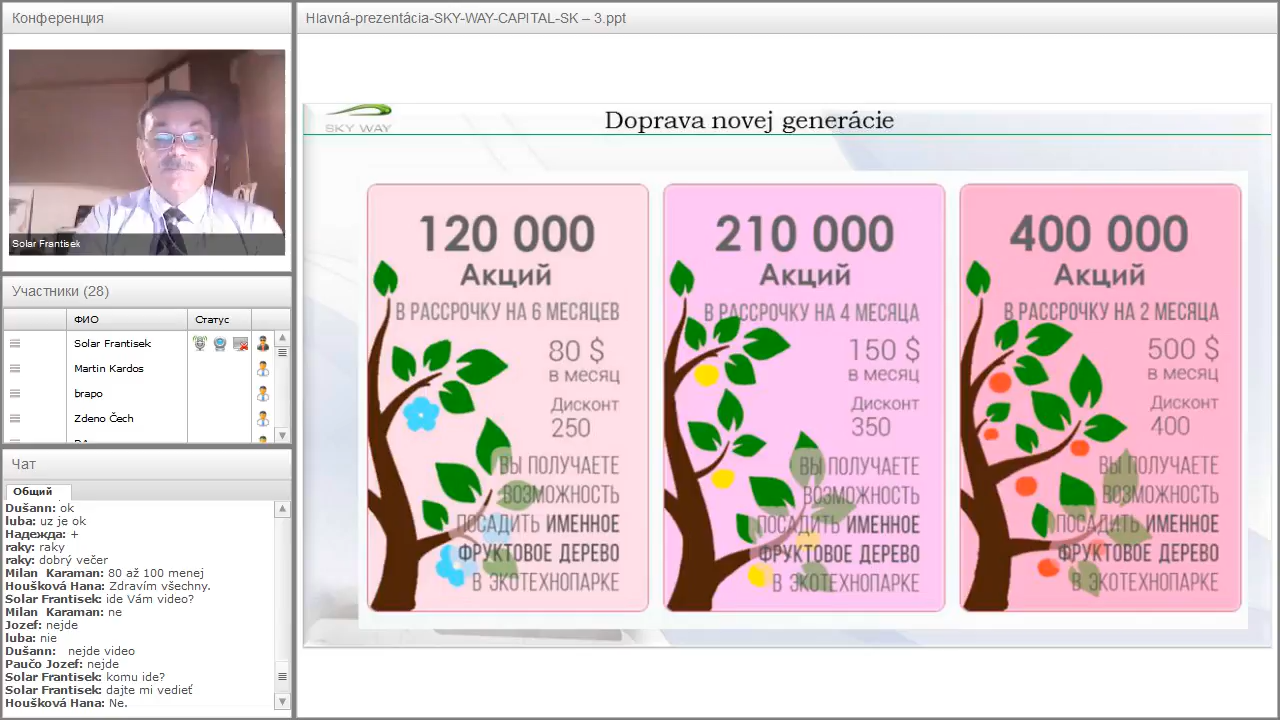 Конференция
Solar Frantisek
Участники (28)
ФИО
Статус
Solar Frantisek
Martin Kardos
brapo
Zdeno Čech
Чат
Общий
Dušann: ok
luba: uz je ok
Надежда: +
raky: raky
raky: dobrý večer
Milan Karaman: 80 až 100 menej
Houšková Hana: Zdravím všechny.
Solar Frantisek: ide Vám video?
Milan Karaman: ne
Jozef: nejde
luba: nie
Dušann: nejde video
Paučo Jozef: nejde
Solar Frantisek: komu ide?
Solar Frantisek: dajte mi vedieť
Houšková Hana: Ne.
Hlavná-prezentácia-SKY-WAY-CAPITAL-SK – 3.ppt
SKY WAY
Doprava novej generácie
120 000
Акций
В РАССРОЧКУ НА 6 МЕСЯЦЕВ
80 $
в месяц
Дисконт
250
ВЫ ПОЛУЧАЕТЕ
ВОЗМОЖНОСТЬ
ПОСАДИТЬ ИМЕННОЕ
ФРУКТОВОЕ ДЕРЕВО
В ЭКОТЕХНОПАРКЕ
210 000
Акций
В РАССРОЧКУ НА 4 МЕСЯЦА
150 $
в месяц
Дисконт
350
ВЫ ПОЛУЧАЕТЕ
ВОЗМОЖНОСТЬ
ПОСАДИТЬ ИМЕННОЕ
ФРУКТОВОЕ ДЕРЕВО
В ЭКОТЕХНОПАРКЕ
400 000
Акций
В РАССРОЧКУ НА 2 МЕСЯЦА
500 $
в месяц
Дисконт
400
ВЫ ПОЛУЧАЕТЕ
ВОЗМОЖНОСТЬ
ПОСАДИТЬ ИМЕННОЕ
ФРУКТОВОЕ ДЕРЕВО
В ЭКОТЕХНОПАРКЕ